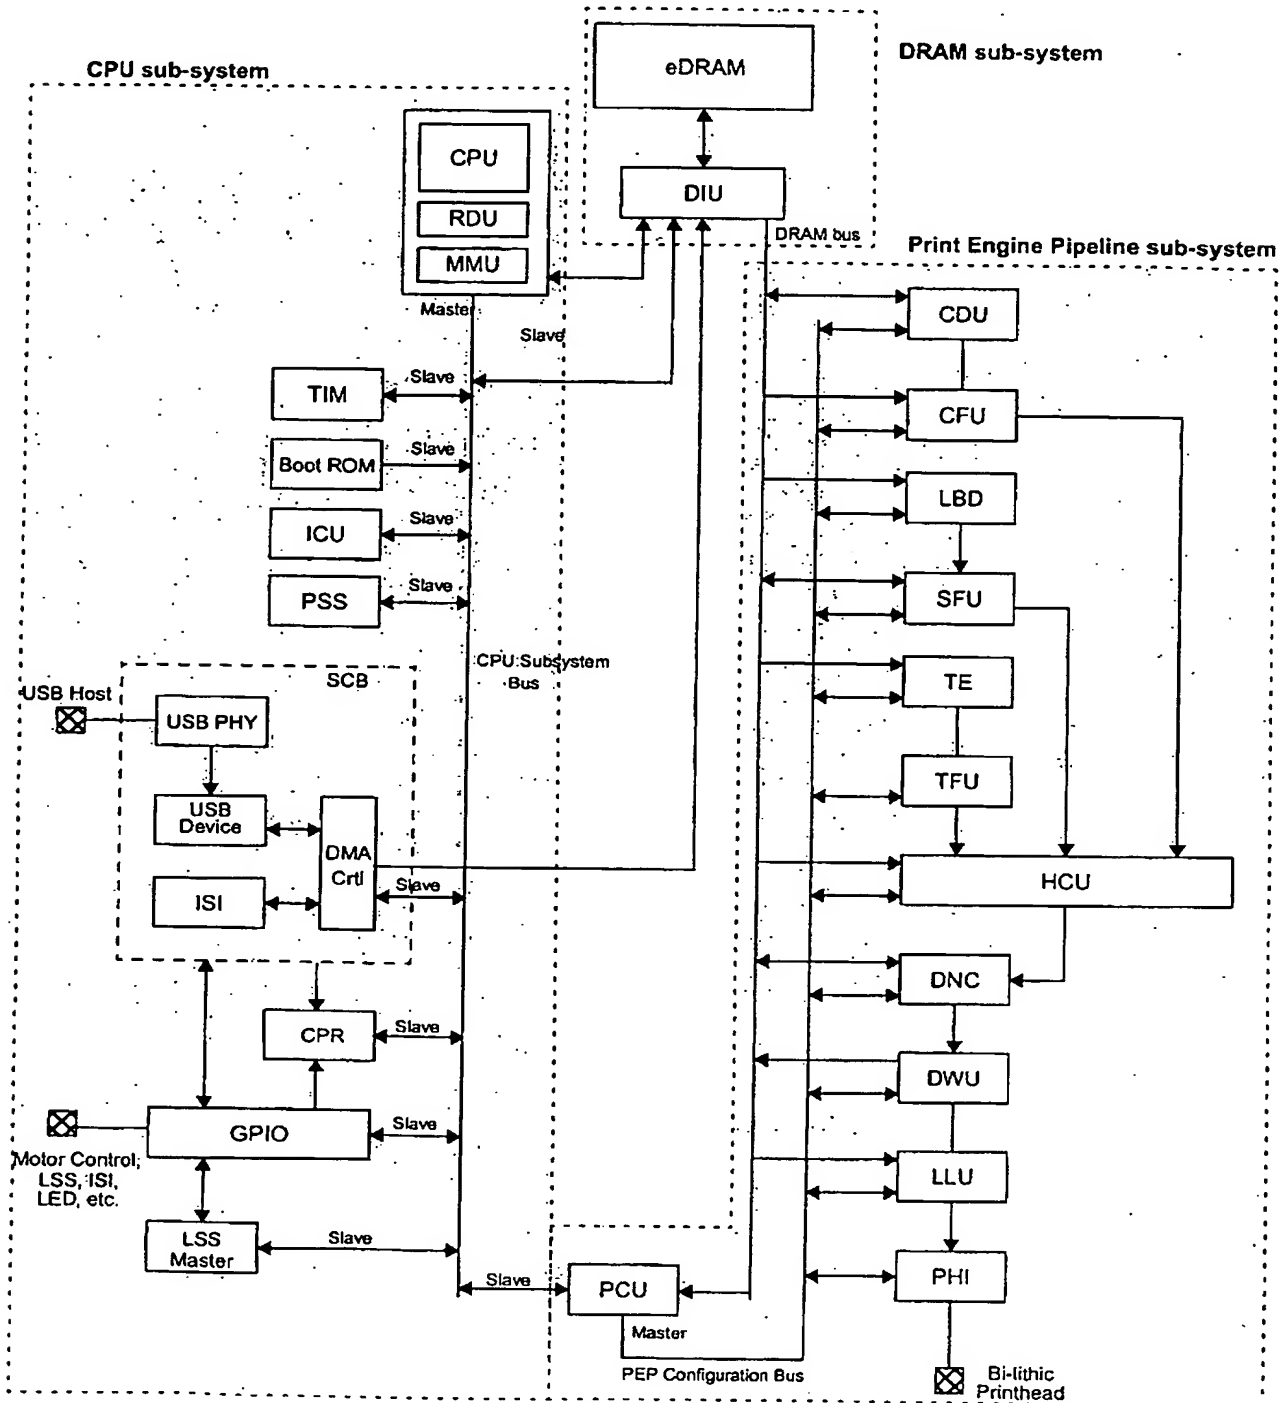 CPU sub-system
DRAM sub-system
eDRAM
CPU
DIU
RDU
MMU
DRAM bus
Print Engine Pipeline sub-system
Master
Slave
CDU
TIM
Slave
CFU
Boot ROM
Slave
LBD
ICU
Slave
PSS
Slave
SFU
CPU Subsystem
Bus
SCB
TE
USB Host
USB PHY
TFU
USB
Device
DMA
Crtl
HCU
Slave
ISI
DNC
CPR
Slave
DWU
GPIO
Slave
Motor Control,
LSS, ISI,
LED, etc.
LLU
LSS
Master
Slave
PHI
Slave
PCU
Master
PEP Configuration Bus
Bi-lithic
Printhead